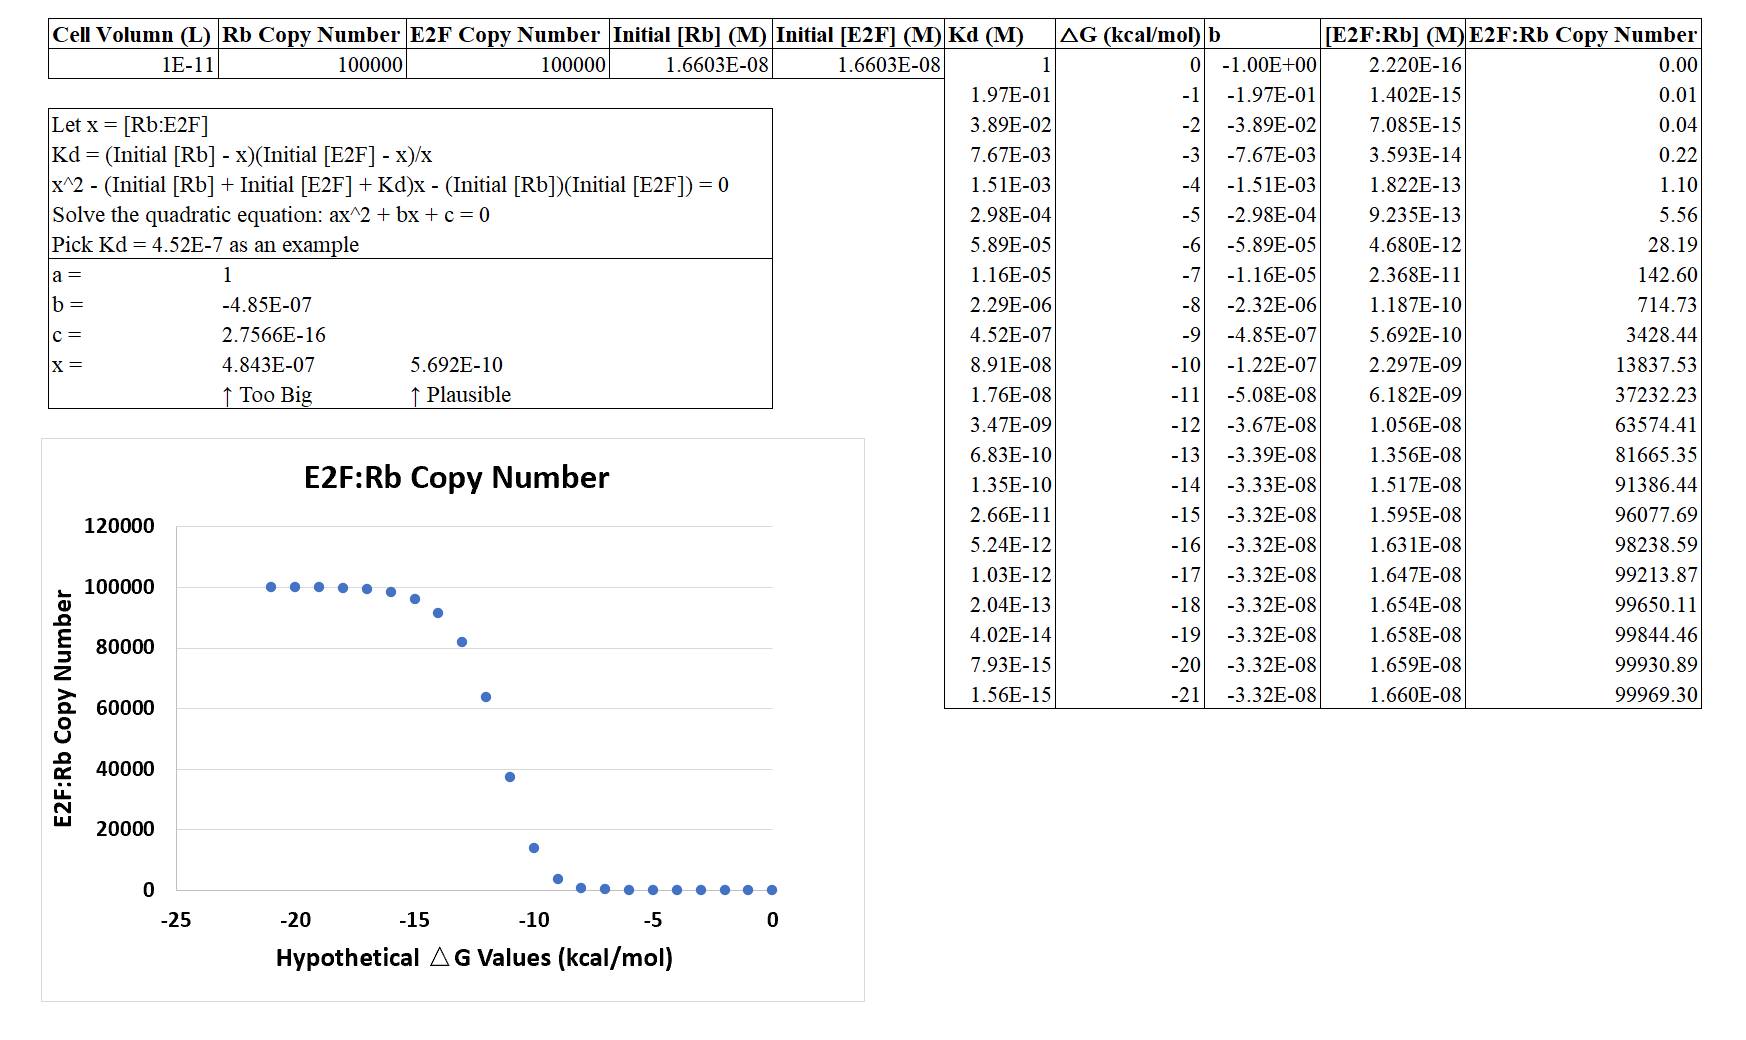 Cell Volumn (L) Rb Copy Number E2F Copy Number Initial [Rb] (M) Initial [E2F] (M) Kd (M) △G (kcal/mol) b [E2F:Rb] (M) E2F:Rb Copy Number
1E-11 100000 100000 1.6603E-08 1.6603E-08 1 0 -1.00E+00 2.220E-16 0.00
1.97E-01 -1 -1.97E-01 1.402E-15 0.01
3.89E-02 -2 -3.89E-02 7.085E-15 0.04
7.67E-03 -3 -7.67E-03 3.593E-14 0.22
1.51E-03 -4 -1.51E-03 1.822E-13 1.10
2.98E-04 -5 -2.98E-04 9.235E-13 5.56
5.89E-05 -6 -5.89E-05 4.680E-12 28.19
1.16E-05 -7 -1.16E-05 2.368E-11 142.60
2.29E-06 -8 -2.32E-06 1.187E-10 714.73
4.52E-07 -9 -4.85E-07 5.692E-10 3428.44
8.91E-08 -10 -1.22E-07 2.297E-09 13837.53
1.76E-08 -11 -5.08E-08 6.182E-09 37232.23
3.47E-09 -12 -3.67E-08 1.056E-08 63574.41
6.83E-10 -13 -3.39E-08 1.356E-08 81665.35
1.35E-10 -14 -3.33E-08 1.517E-08 91386.44
2.66E-11 -15 -3.32E-08 1.595E-08 96077.69
5.24E-12 -16 -3.32E-08 1.631E-08 98238.59
1.03E-12 -17 -3.32E-08 1.647E-08 99213.87
2.04E-13 -18 -3.32E-08 1.654E-08 99650.11
4.02E-14 -19 -3.32E-08 1.658E-08 99844.46
7.93E-15 -20 -3.32E-08 1.659E-08 99930.89
1.56E-15 -21 -3.32E-08 1.660E-08 99969.30
Let x = [Rb:E2F]
Kd = (Initial [Rb] - x)(Initial [E2F] - x)/x
x^2 - (Initial [Rb] + Initial [E2F] + Kd)x - (Initial [Rb])(Initial [E2F]) = 0
Solve the quadratic equation: ax^2 + bx + c = 0
Pick Kd = 4.52E-7 as an example
a = 1
b = -4.85E-07
c = 2.7566E-16
x = 4.843E-07 5.692E-10
↑ Too Big ↑ Plausible
E2F:Rb Copy Number
E2F:Rb Copy Number
120000
100000
80000
60000
40000
20000
0
-25 -20 -15 -10 -5 0
Hypothetical △G Values (kcal/mol)